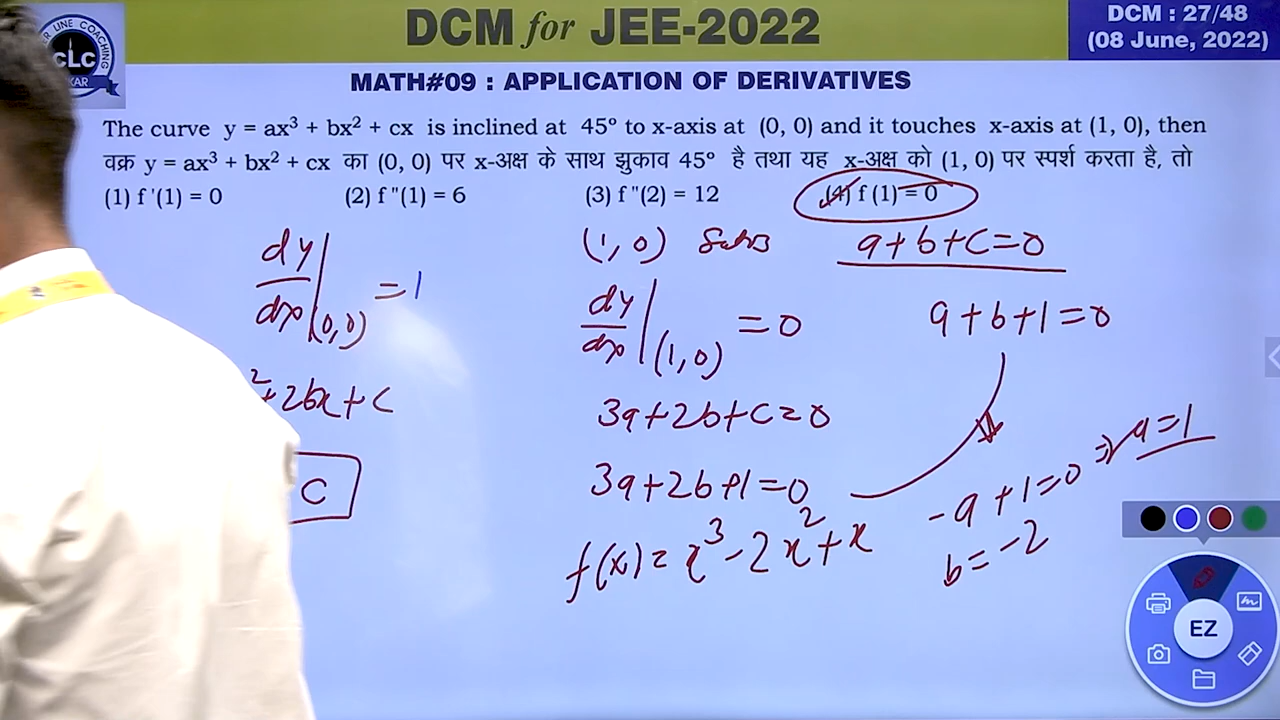 DCM for JEE-2022
DCM : 27/48
(08 June, 2022)
CLC
MATH#09 : APPLICATION OF DERIVATIVES
The curve y = ax³ + bx² + cx is inclined at 45º to x-axis at (0, 0) and it touches x-axis at (1, 0), then
वक्र y = ax³ + bx² + cx का (0, 0) पर x-अक्ष के साथ झुकाव 45º है तथा यह x-अक्ष को (1, 0) पर स्पर्श करता है, तो
(1) f '(1) = 0 (2) f "(1) = 6 (3) f "(2) = 12 (4) f (1) = 0
dy/dx|(0,0) = 1
²+2bx+c
C
(1,0)
a+b+c=0
dy/dx|(1,0) = 0
a+b+1=0
3a+2b+c=0
3a+2b+1=0
-a+1=0 ⇒ a=1
b=-2
f(x)= x³-2x²+x
EZ